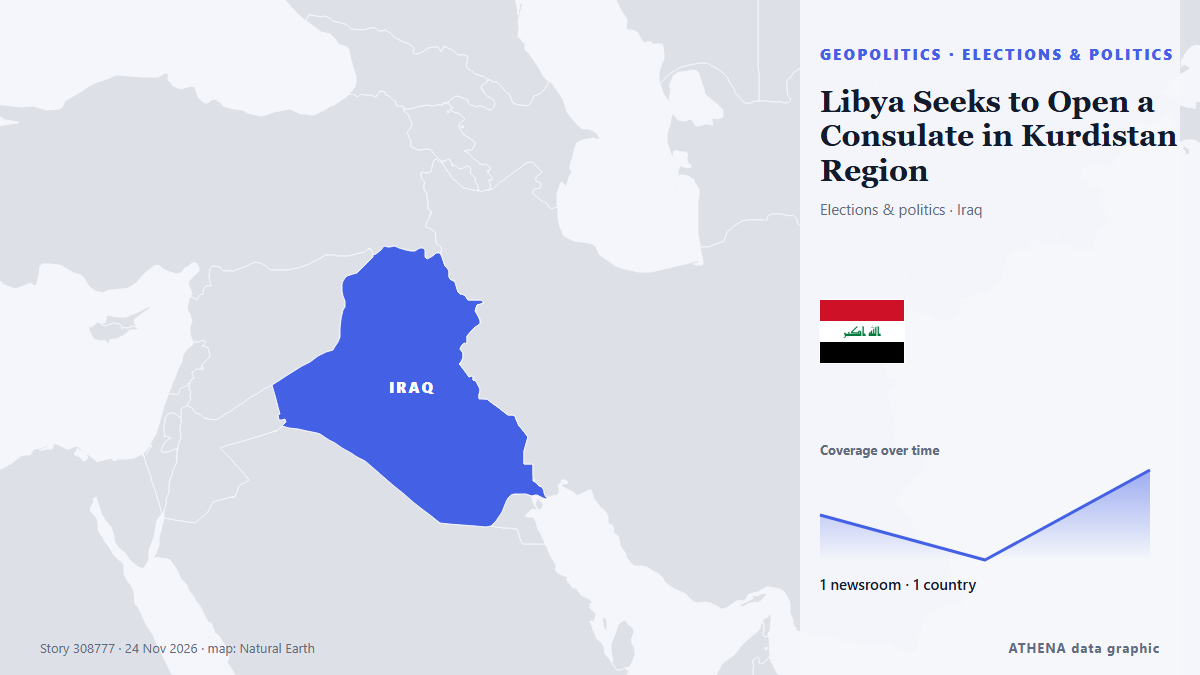 GEOPOLITICS · ELECTIONS & POLITICS
Libya Seeks to Open a
Consulate in Kurdistan
Region
Elections & politics · Iraq
الله اكبر
IRAQ
Coverage over time
1 newsroom · 1 country
Story 308777 · 24 Nov 2026 · map: Natural Earth
ATHENA data graphic